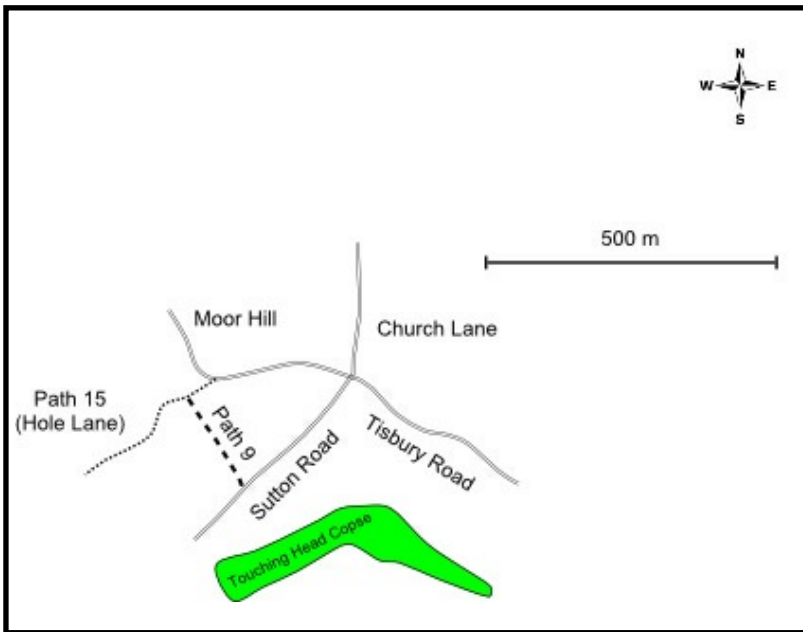 N
W E
S
500 m
Moor Hill
Church Lane
Path 15
(Hole Lane)
Path 9
Sutton Road
Tisbury Road
Touching Head Copse